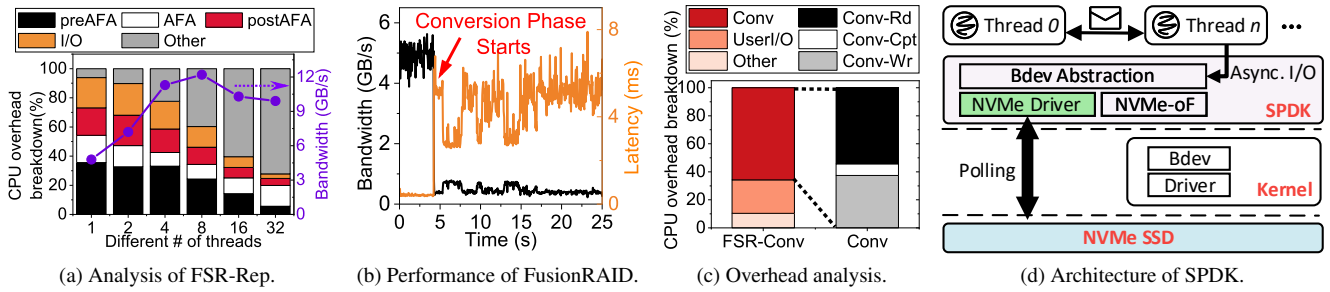 preAFA AFA postAFA
I/O Other
CPU overhead
breakdown(%)
100
80
60
40
20
0
12
9
6
3
0
Bandwidth (GB/s)
1 2 4 8 16 32
Different # of threads
(a) Analysis of FSR-Rep.
Conversion Phase
Starts
Bandwidth (GB/s)
6
4
2
0
8
4
0
Latency (ms)
0 5 10 15 20 25
Time (s)
(b) Performance of FusionRAID.
Conv Conv-Rd
UserI/O Conv-Cpt
Other Conv-Wr
CPU overhead breakdown (%)
100
80
60
40
20
0
FSR-Conv Conv
(c) Overhead analysis.
Thread 0 Thread n ...
Async. I/O
Bdev Abstraction
NVMe Driver NVMe-oF
SPDK
Polling
Bdev
Driver
Kernel
NVMe SSD
(d) Architecture of SPDK.